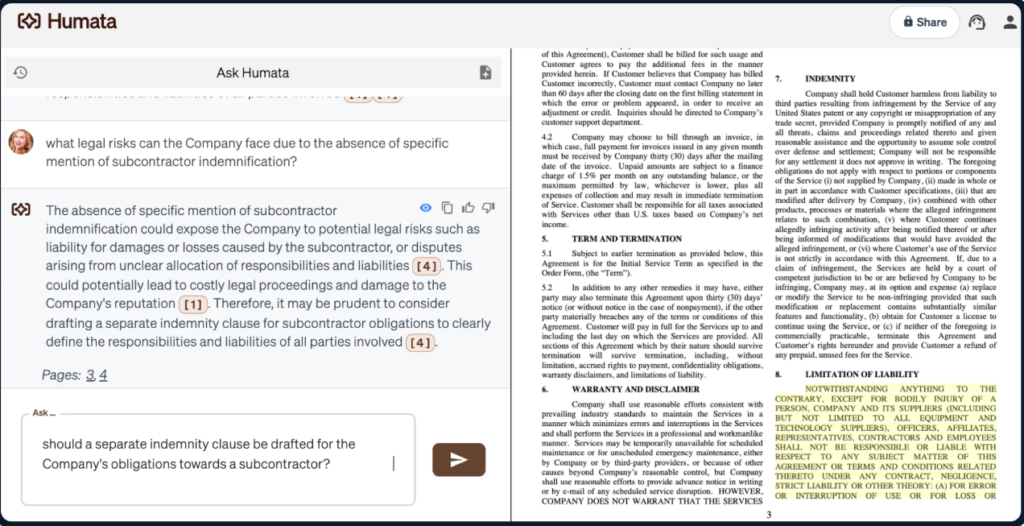 Humata
Share
Ask Humata
what legal risks can the Company face due to the absence of specific
mention of subcontractor indemnification?
The absence of specific mention of subcontractor
indemnification could expose the Company to potential legal risks such as
liability for damages or losses caused by the subcontractor, or disputes
arising from unclear allocation of responsibilities and liabilities [4]. This
could potentially lead to costly legal proceedings and damage to the
Company's reputation [1]. Therefore, it may be prudent to consider
drafting a separate indemnity clause for subcontractor obligations to clearly
define the responsibilities and liabilities of all parties involved [4].
Pages: 3, 4
Ask ...
should a separate indemnity clause be drafted for the
Company's obligations towards a subcontractor?
of this Agreement), Customer shall be billed for such usage and
Customer agrees to pay the additional fees in the manner
provided herein. If Customer believes that Company has billed
Customer incorrectly, Customer must contact Company no later
than 60 days after the closing date on the first billing statement in
which the error or problem appeared, in order to receive an
adjustment or credit. Inquiries should be directed to Company's
customer support department.
4.2 Company may choose to bill through an invoice, in
which case, full payment for invoices issued in any given month
must be received by Company thirty (30) days after the mailing
date of the invoice. Unpaid amounts are subject to a finance
charge of 1.5% per month on any outstanding balance, or the
maximum permitted by law, whichever is lower, plus all
expenses of collection and may result in immediate termination
of Service. Customer shall be responsible for all taxes associated
with Services other than U.S. taxes based on Company's net
income.
5. TERM AND TERMINATION
5.1 Subject to earlier termination as provided below, this
Agreement is for the Initial Service Term as specified in the
Order Form, (the "Term").
5.2 In addition to any other remedies it may have, either
party may also terminate this Agreement upon thirty (30) days'
notice (or without notice in the case of nonpayment), if the other
party materially breaches any of the terms or conditions of this
Agreement. Customer will pay in full for the Services up to and
including the last day on which the Services are provided. All
sections of this Agreement which by their nature should survive
termination will survive termination, including, without
limitation, accrued rights to payment, confidentiality obligations,
warranty disclaimers, and limitations of liability.
6. WARRANTY AND DISCLAIMER
Company shall use reasonable efforts consistent with
prevailing industry standards to maintain the Services in a
manner which minimizes errors and interruptions in the Services
and shall perform the Services in a professional and workmanlike
manner. Services may be temporarily unavailable for scheduled
maintenance or for unscheduled emergency maintenance, either
by Company or by third-party providers, or because of other
causes beyond Company's reasonable control, but Company
shall use reasonable efforts to provide advance notice in writing
or by e-mail of any scheduled service disruption. HOWEVER,
COMPANY DOES NOT WARRANT THAT THE SERVICES
7. INDEMNITY
Company shall hold Customer harmless from liability to
third parties resulting from infringement by the Service of any
United States patent or any copyright or misappropriation of any
trade secret, provided Company is promptly notified of any and
all threats, claims and proceedings related thereto and given
reasonable assistance and the opportunity to assume sole control
over defense and settlement; Company will not be responsible
for any settlement it does not approve in writing. The foregoing
obligations do not apply with respect to portions or components
of the Service (i) not supplied by Company, (ii) made in whole or
in part in accordance with Customer specifications, (iii) that are
modified after delivery by Company, (iv) combined with other
products, processes or materials where the alleged infringement
relates to such combination, (v) where Customer continues
allegedly infringing activity after being notified thereof or after
being informed of modifications that would have avoided the
alleged infringement, or (vi) where Customer's use of the Service
is not strictly in accordance with this Agreement. If, due to a
claim of infringement, the Services are held by a court of
competent jurisdiction to be or are believed by Company to be
infringing, Company may, at its option and expense (a) replace
or modify the Service to be non-infringing provided that such
modification or replacement contains substantially similar
features and functionality, (b) obtain for Customer a license to
continue using the Service, or (c) if neither of the foregoing is
commercially practicable, terminate this Agreement and
Customer's rights hereunder and provide Customer a refund of
any prepaid, unused fees for the Service.
8. LIMITATION OF LIABILITY
NOTWITHSTANDING ANYTHING TO THE
CONTRARY, EXCEPT FOR BODILY INJURY OF A
PERSON, COMPANY AND ITS SUPPLIERS (INCLUDING
BUT NOT LIMITED TO ALL EQUIPMENT AND
TECHNOLOGY SUPPLIERS), OFFICERS, AFFILIATES,
REPRESENTATIVES, CONTRACTORS AND EMPLOYEES
SHALL NOT BE RESPONSIBLE OR LIABLE WITH
RESPECT TO ANY SUBJECT MATTER OF THIS
AGREEMENT OR TERMS AND CONDITIONS RELATED
THERETO UNDER ANY CONTRACT, NEGLIGENCE,
STRICT LIABILITY OR OTHER THEORY: (A) FOR ERROR
OR INTERRUPTION OF USE OR FOR LOSS OR
3